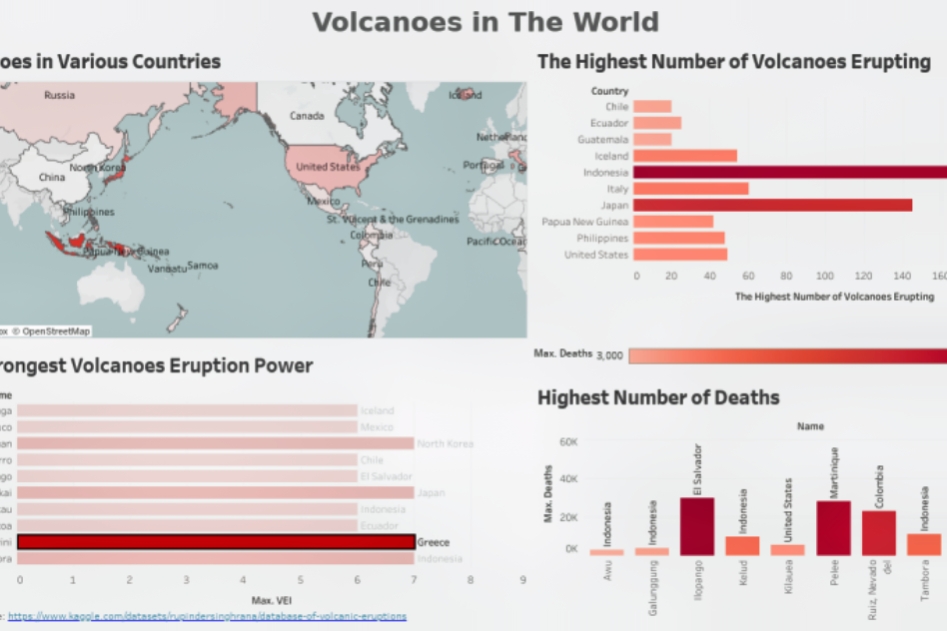 Volcanoes in The World
oes in Various Countries
Russia
Canada
North Korea
China
Philippines
Papua New Guinea
Vanuatu
Samoa
United States
Mexico
St. Vincent & the Grenadines
Colombia
Peru
Chile
Iceland
Portugal
Pacific Ocean
ox © OpenStreetMap
The Highest Number of Volcanoes Erupting
Country
Chile
Ecuador
Guatemala
Iceland
Indonesia
Italy
Japan
Papua New Guinea
Philippines
United States
0 20 40 60 80 100 120 140 160
The Highest Number of Volcanoes Erupting
Max. Deaths 3,000
rongest Volcanoes Eruption Power
me
nga Iceland
co Mexico
an North Korea
rro Chile
go El Salvador
kai Japan
tau Indonesia
oa Ecuador
ini Greece
ora Indonesia
0 1 2 3 4 5 6 7 8 9
Max. VEI
e: https://www.kaggle.com/datasets/rupindersinghrana/database-of-volcanic-eruptions
Highest Number of Deaths
Name
Max. Deaths
60K
40K
20K
0K
Indonesia
Indonesia
El Salvador
Indonesia
United States
Martinique
Colombia
Indonesia
Awu
Galunggung
Ilopango
Kelud
Kilauea
Pelee
Ruiz, Nevado
del
Tambora